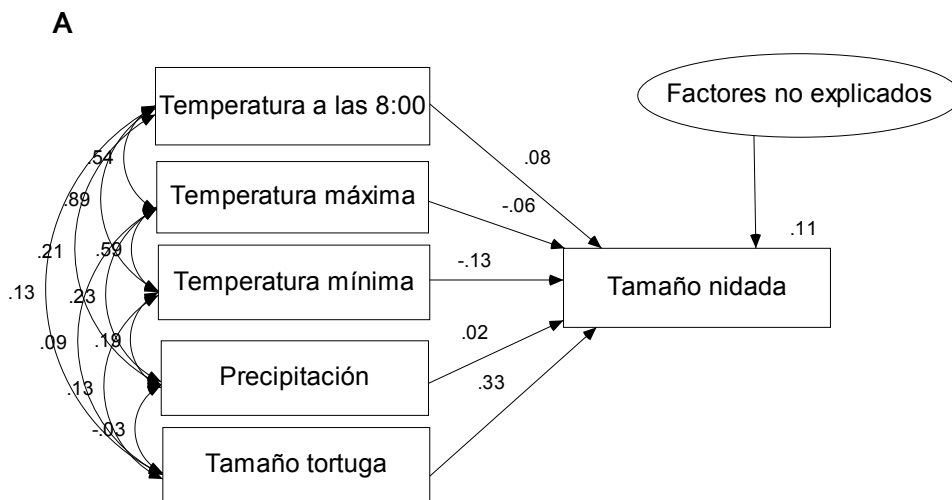 A
Temperatura a las 8:00
Factores no explicados
.54
.08
Temperatura máxima
.89
-.06
.11
.21
.59
Temperatura mínima
-.13
Tamaño nidada
.13
.23
.02
.09
.19
Precipitación
.33
.13
-.03
Tamaño tortuga